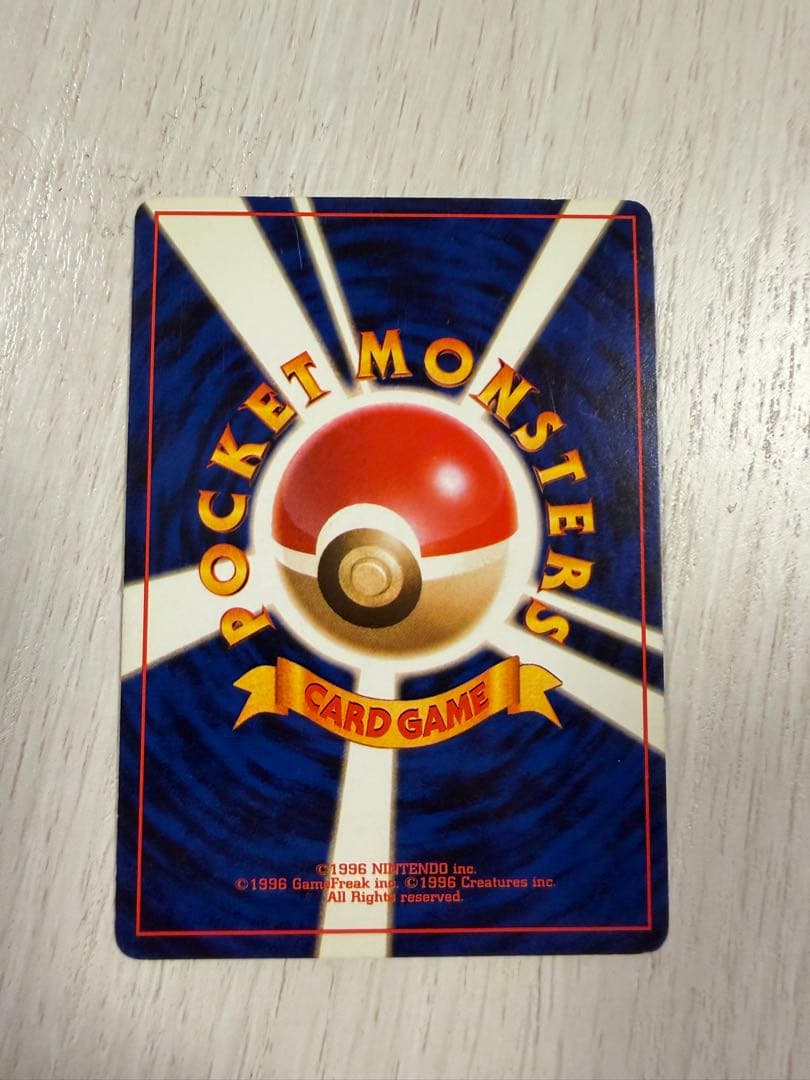 POCKET MONSTERS
CARD GAME
©1996 NINTENDO inc.
©1996 GameFreak inc. ©1996 Creatures inc.
All Rights reserved.